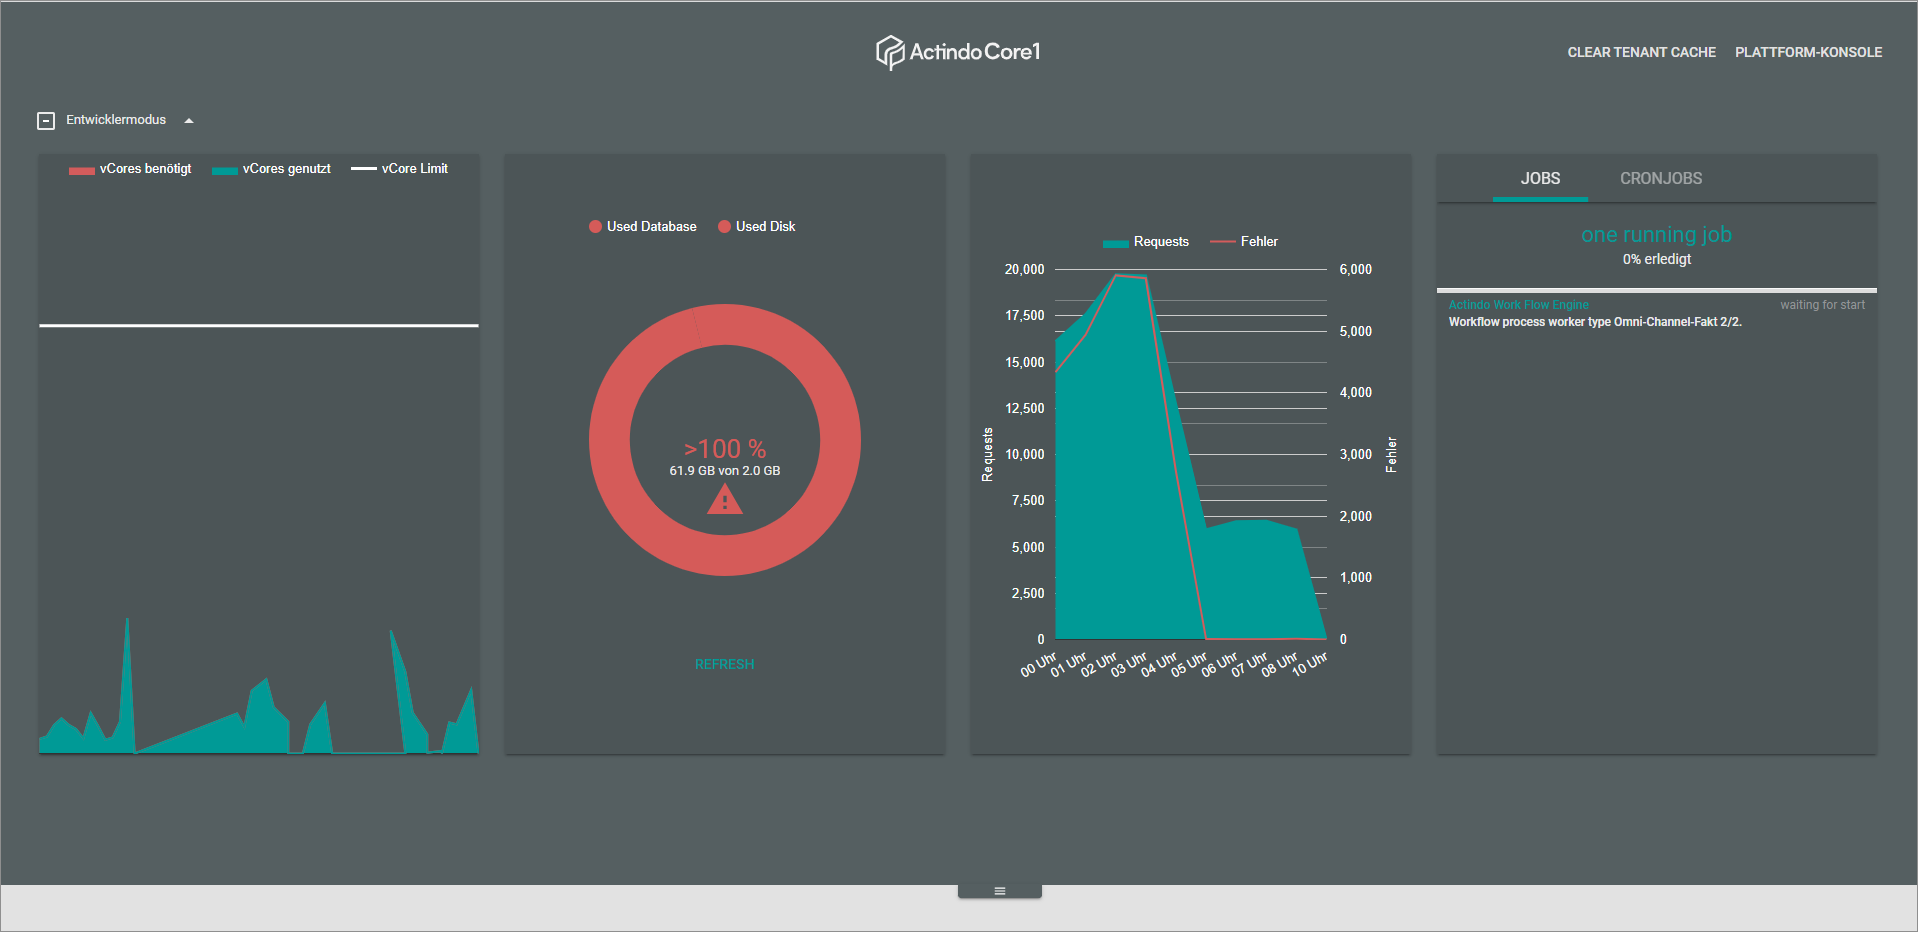 Actindo Core1
CLEAR TENANT CACHE
PLATTFORM-KONSOLE
Entwicklermodus
vCores benötigt
vCores genutzt
vCore Limit
Used Database
Used Disk
>100 %
61.9 GB von 2.0 GB
REFRESH
Requests
Fehler
20,000
17,500
15,000
12,500
10,000
7,500
5,000
2,500
0
Requests
6,000
5,000
4,000
3,000
2,000
1,000
0
Fehler
00 Uhr
01 Uhr
02 Uhr
03 Uhr
04 Uhr
05 Uhr
06 Uhr
07 Uhr
08 Uhr
10 Uhr
JOBS
CRONJOBS
one running job
0% erledigt
Actindo Work Flow Engine
waiting for start
Workflow process worker type Omni-Channel-Fakt 2/2.